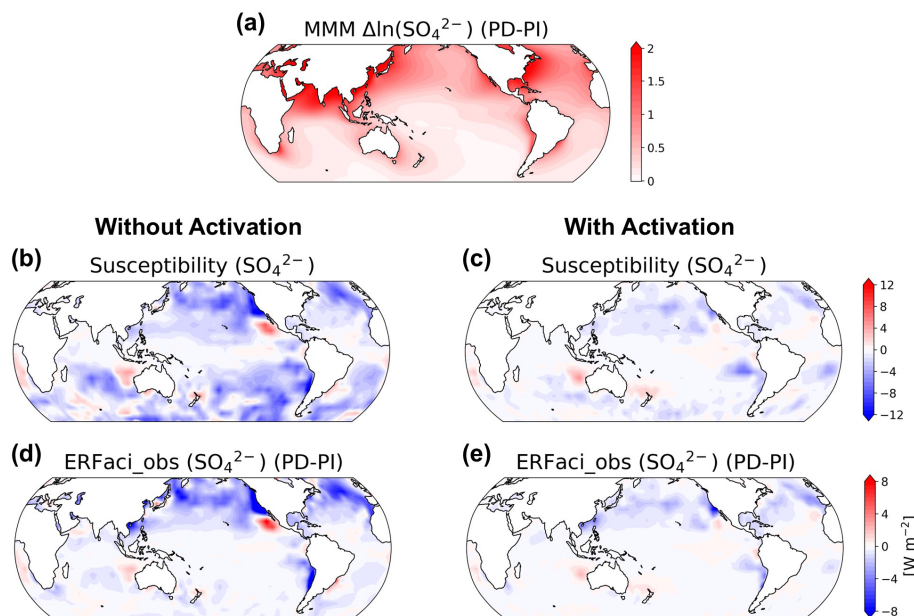 (a)
MMM Δln(SO₄²⁻) (PD-PI)
2
1.5
1
0.5
0
Without Activation
With Activation
(b)
Susceptibility (SO₄²⁻)
(c)
Susceptibility (SO₄²⁻)
12
8
4
0
−4
−8
−12
(d)
ERFaci_obs (SO₄²⁻) (PD-PI)
(e)
ERFaci_obs (SO₄²⁻) (PD-PI)
8
4
0
−4
−8
[W m⁻²]